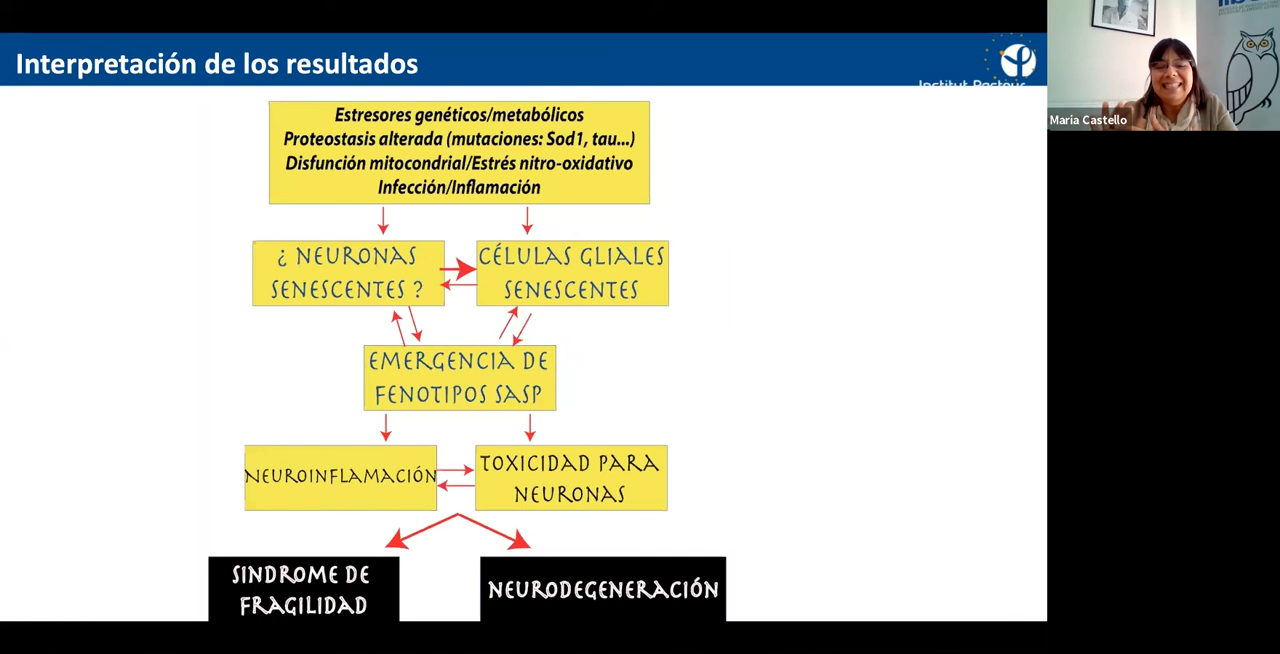 Interpretación de los resultados
Institut Pasteur
Maria Castello
Estresores genéticos/metabólicos
Proteostasis alterada (mutaciones: Sod1, tau...)
Disfunción mitocondrial/Estrés nitro-oxidativo
Infección/Inflamación
¿ NEURONAS
SENESCENTES ?
CÉLULAS GLIALES
SENESCENTES
EMERGENCIA DE
FENOTIPOS SASP
NEUROINFLAMACIÓN
TOXICIDAD PARA
NEURONAS
SINDROME DE
FRAGILIDAD
NEURODEGENERACIÓN